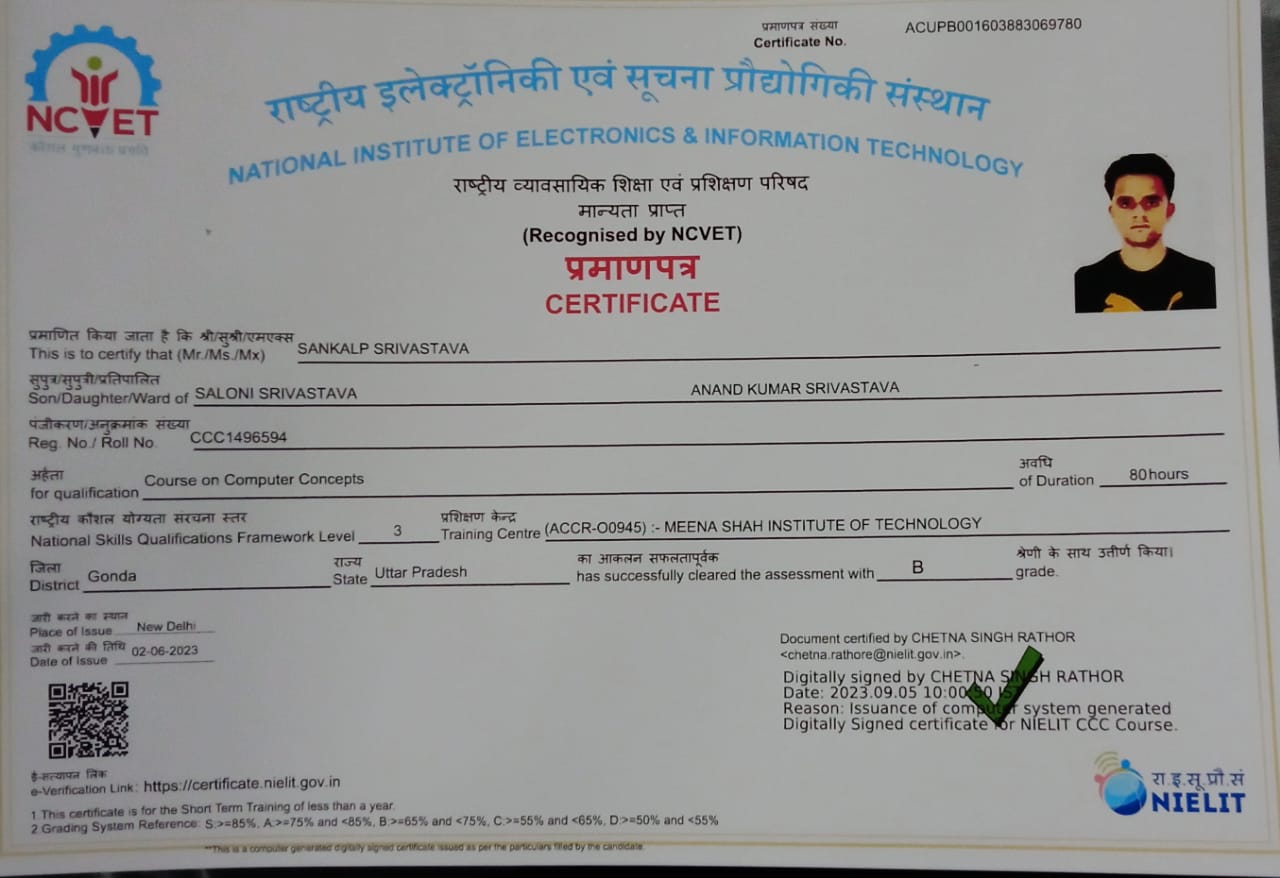 प्रमाणपत्र संख्या
Certificate No.
ACUPB001603883069780
NCVET
कौशल गुणवत्ता प्रगति
राष्ट्रीय इलेक्ट्रॉनिकी एवं सूचना प्रौद्योगिकी संस्थान
NATIONAL INSTITUTE OF ELECTRONICS & INFORMATION TECHNOLOGY
राष्ट्रीय व्यावसायिक शिक्षा एवं प्रशिक्षण परिषद
मान्यता प्राप्त
(Recognised by NCVET)
प्रमाणपत्र
CERTIFICATE
प्रमाणित किया जाता है कि श्री/सुश्री/एमएक्स
This is to certify that (Mr./Ms./Mx) SANKALP SRIVASTAVA
सुपुत्र/सुपुत्री/प्रतिपालित
Son/Daughter/Ward of SALONI SRIVASTAVA ANAND KUMAR SRIVASTAVA
पंजीकरण/अनुक्रमांक संख्या
Reg. No./ Roll No. CCC1496594
अर्हता अवधि
for qualification Course on Computer Concepts of Duration 80hours
राष्ट्रीय कौशल योग्यता संरचना स्तर प्रशिक्षण केन्द्र
National Skills Qualifications Framework Level 3 Training Centre (ACCR-O0945) :- MEENA SHAH INSTITUTE OF TECHNOLOGY
जिला राज्य का आकलन सफलतापूर्वक श्रेणी के साथ उतीर्ण किया।
District Gonda State Uttar Pradesh has successfully cleared the assessment with B grade.
जारी करने का स्थान
Place of Issue New Delhi
जारी करने की तिथि
Date of Issue 02-06-2023
Document certified by CHETNA SINGH RATHOR
<chetna.rathore@nielit.gov.in>.
Digitally signed by CHETNA SINGH RATHOR
Date: 2023.09.05 10:00:50 IST
Reason: Issuance of computer system generated
Digitally Signed certificate for NIELIT CCC Course.
ई-सत्यापन लिंक
e-Verification Link: https://certificate.nielit.gov.in
1 This certificate is for the Short Term Training of less than a year.
2 Grading System Reference: S:>=85%, A:>=75% and <85%, B:>=65% and <75%, C:>=55% and <65%, D:>=50% and <55%
रा.इ.सू.प्रौ.सं
NIELIT
**This is a computer generated digitally signed certificate issued as per the particulars filled by the candidate.